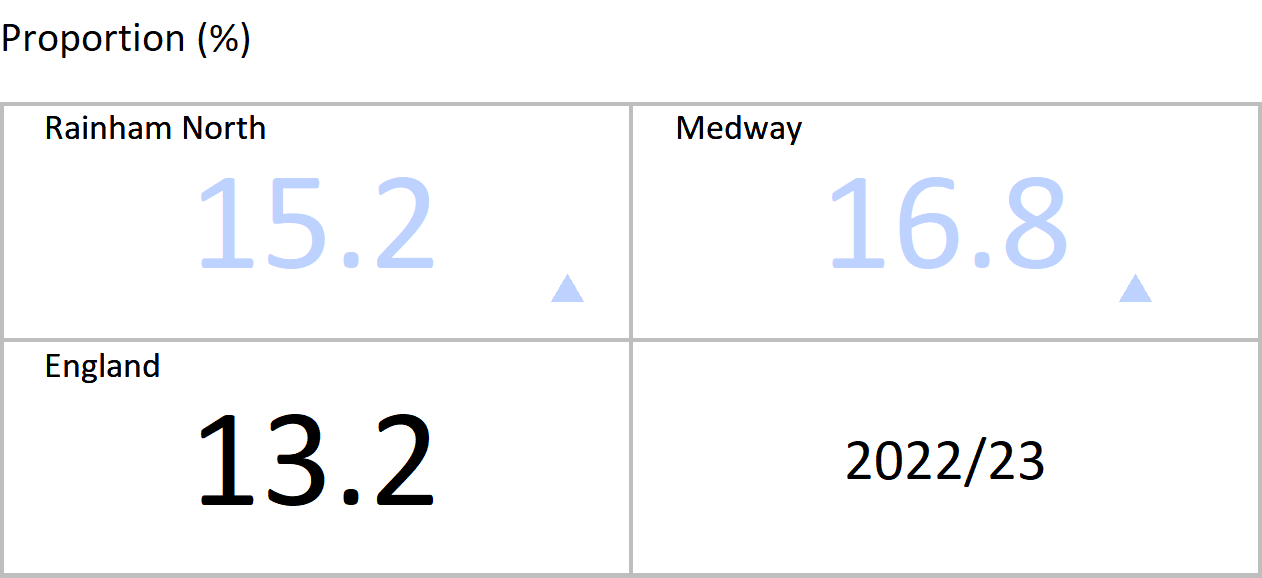 Proportion (%)
Rainham North
Medway
15.2
16.8
England
13.2
2022/23